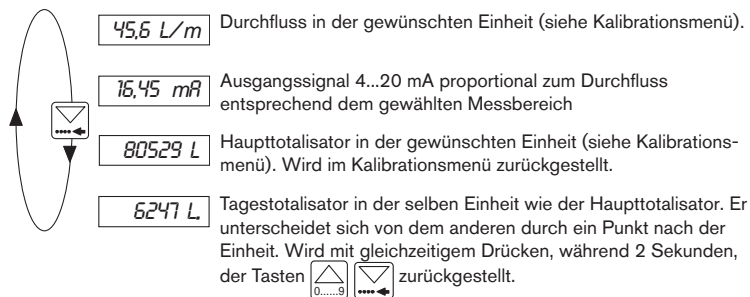 45,6 L/m
Durchfluss in der gewünschten Einheit (siehe Kalibrationsmenü).
16,45 mA
Ausgangssignal 4...20 mA proportional zum Durchfluss
entsprechend dem gewählten Messbereich
80529 L
Haupttotalisator in der gewünschten Einheit (siehe Kalibrations-
menü). Wird im Kalibrationsmenü zurückgestellt.
6247 L.
Tagestotalisator in der selben Einheit wie der Haupttotalisator. Er
unterscheidet sich von dem anderen durch ein Punkt nach der
Einheit. Wird mit gleichzeitigem Drücken, während 2 Sekunden,
der Tasten 0......9 zurückgestellt.